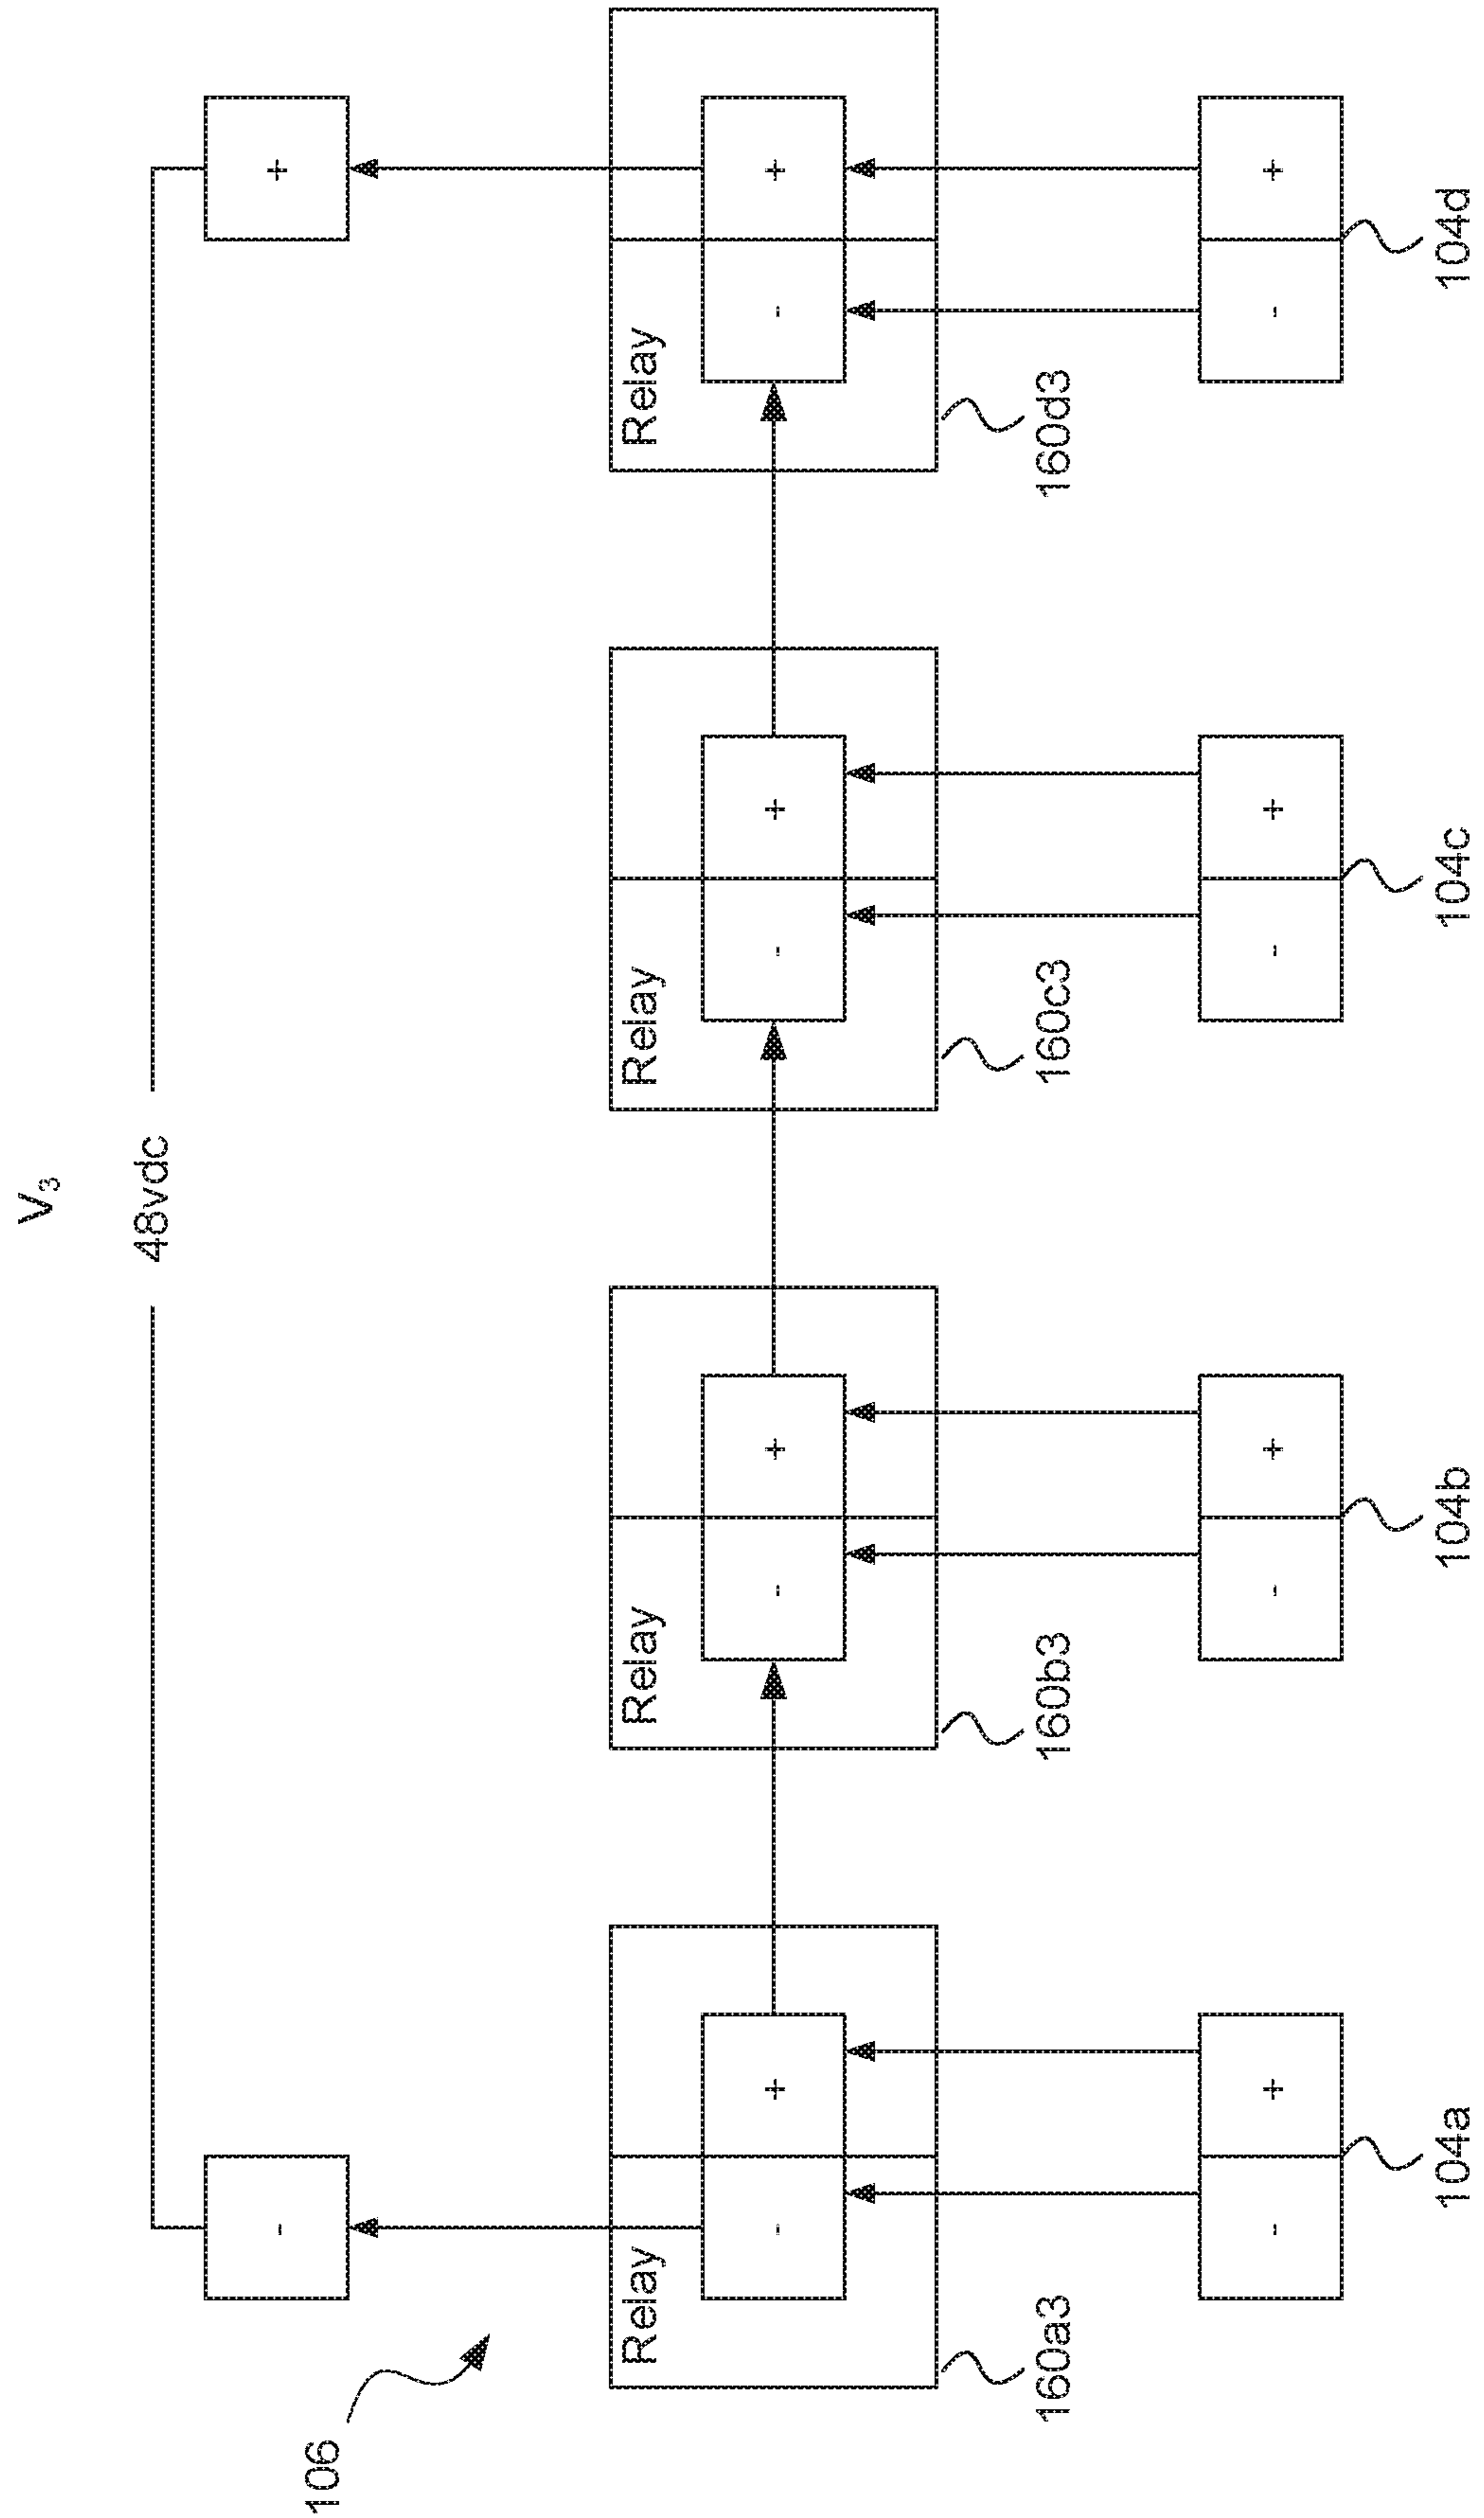 V3
48vdc
106
- +
Relay Relay Relay Relay
- + - + - + - +
160a3 160b3 160c3 160d3
- + - + - + - +
104a 104b 104c 104d